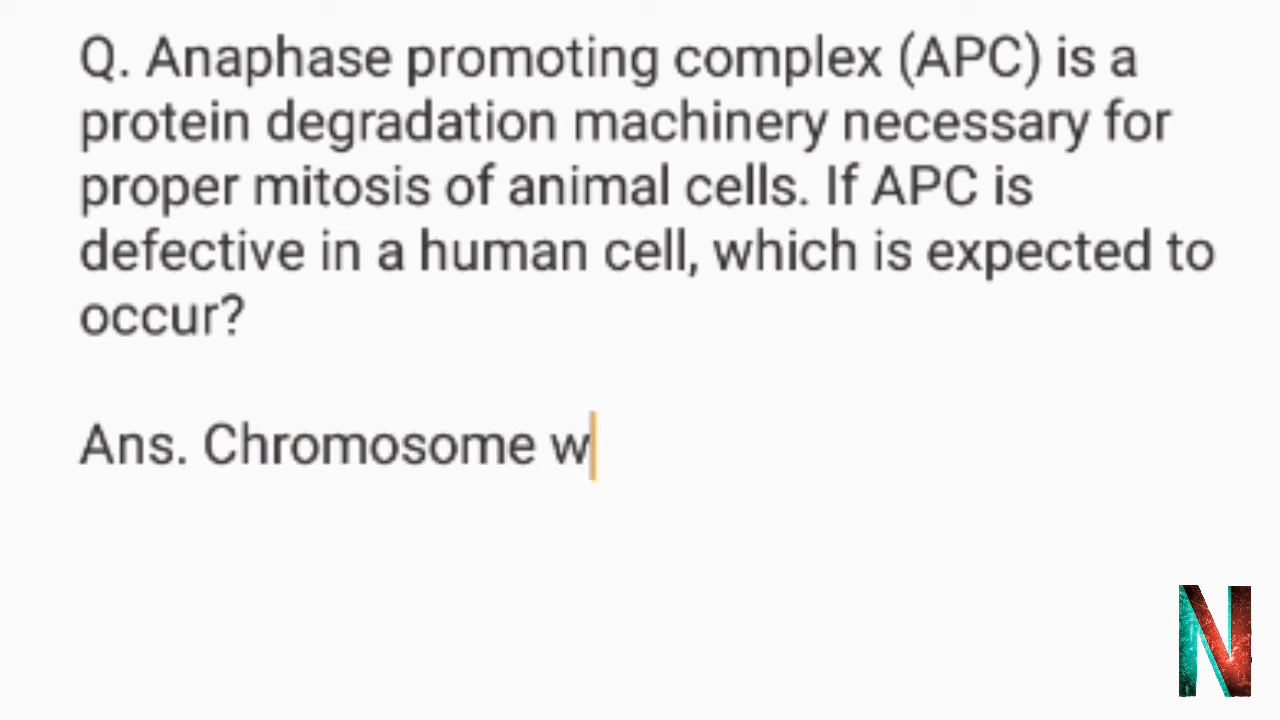 Q. Anaphase promoting complex (APC) is a
protein degradation machinery necessary for
proper mitosis of animal cells. If APC is
defective in a human cell, which is expected to
occur?
Ans. Chromosome w
N